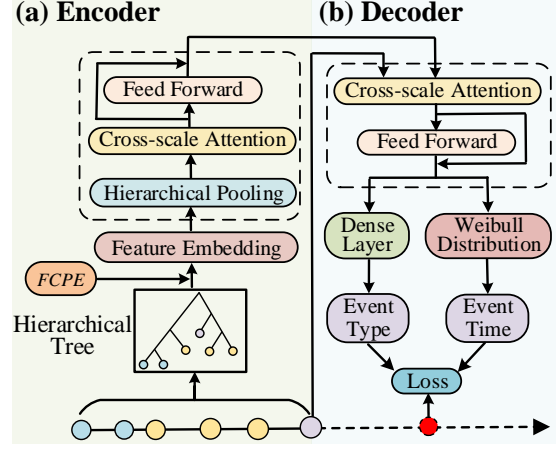 (a) Encoder
Feed Forward
Cross-scale Attention
Hierarchical Pooling
Feature Embedding
FCPE
Hierarchical
Tree
(b) Decoder
Cross-scale Attention
Feed Forward
Dense
Layer
Weibull
Distribution
Event
Type
Event
Time
Loss